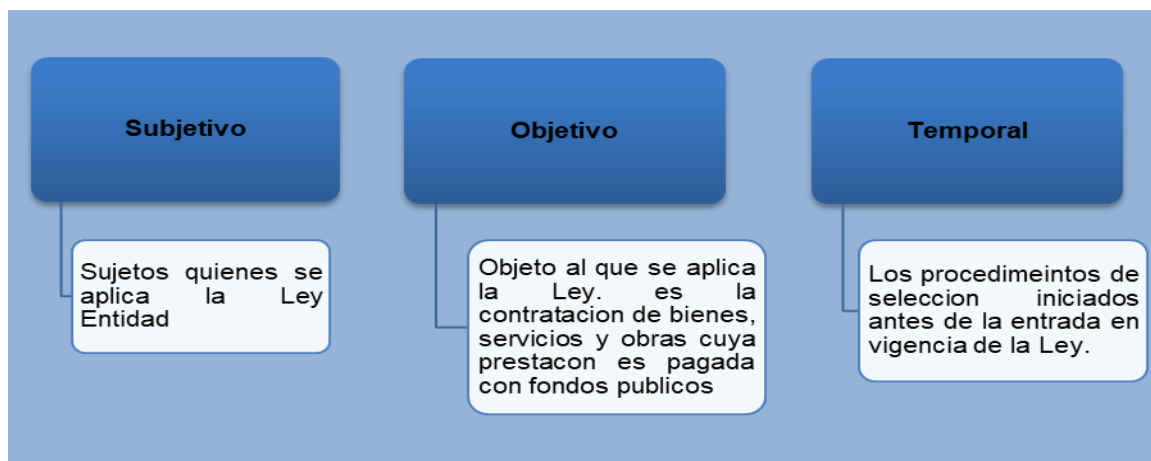 Subjetivo
Sujetos quienes se
aplica la Ley
Entidad
Objetivo
Objeto al que se aplica
la Ley. es la
contratacion de bienes,
servicios y obras cuya
prestacon es pagada
con fondos publicos
Temporal
Los procedimeintos de
seleccion iniciados
antes de la entrada en
vigencia de la Ley.